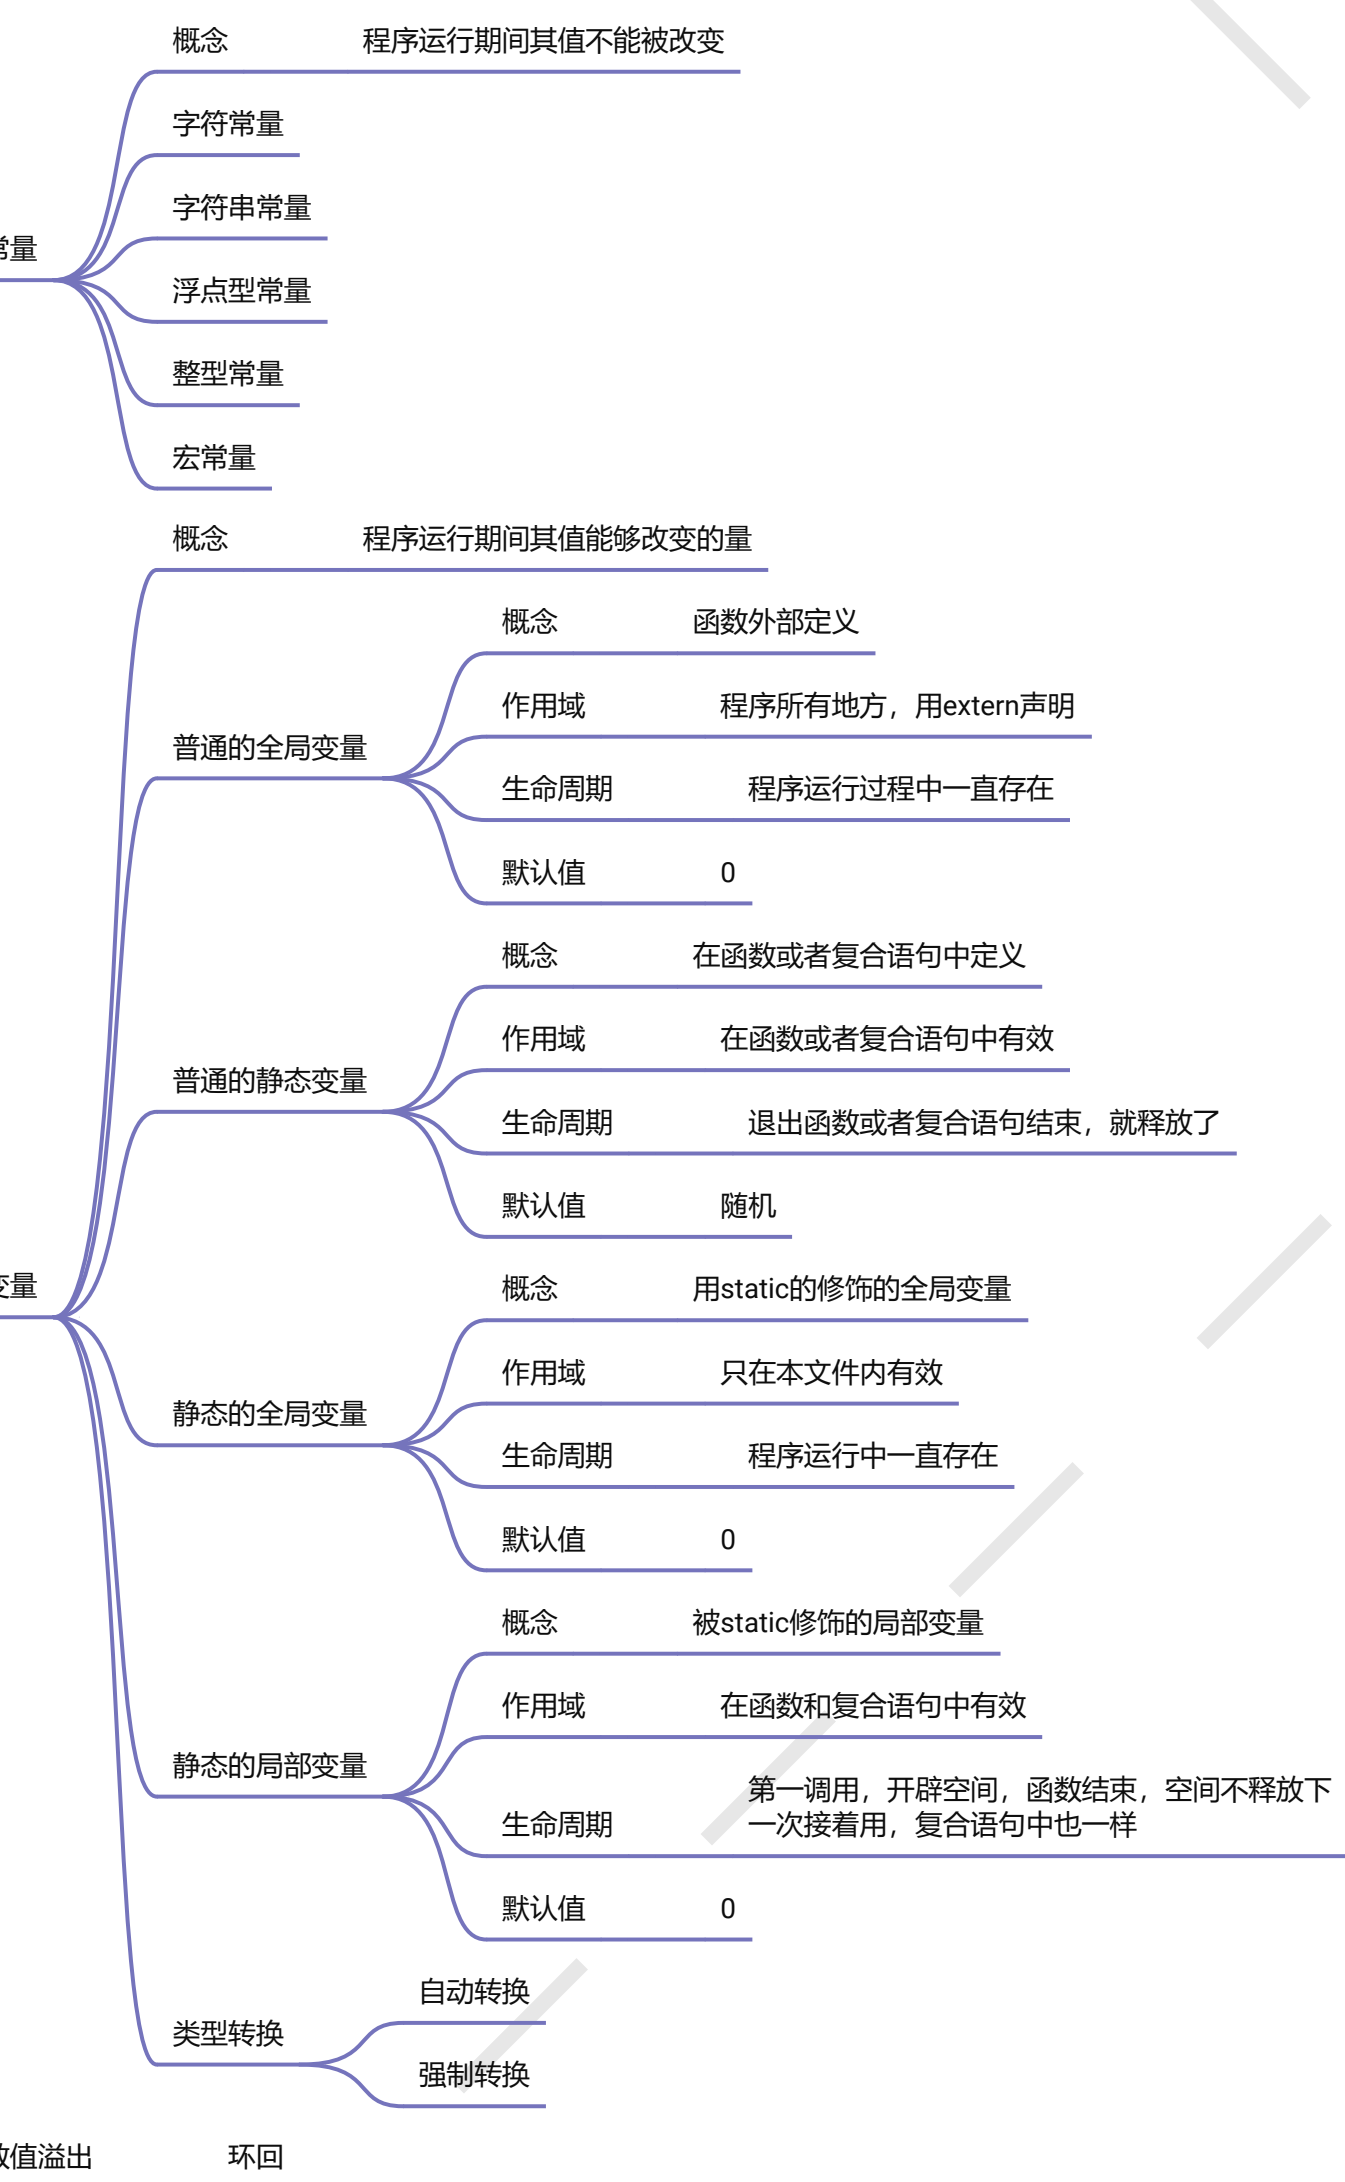 概念 程序运行期间其值不能被改变
字符常量
字符串常量
常量
浮点型常量
整型常量
宏常量
概念 程序运行期间其值能够改变的量
概念 函数外部定义
作用域 程序所有地方，用extern声明
普通的全局变量
生命周期 程序运行过程中一直存在
默认值 0
概念 在函数或者复合语句中定义
作用域 在函数或者复合语句中有效
普通的静态变量
生命周期 退出函数或者复合语句结束，就释放了
默认值 随机
变量
概念 用static的修饰的全局变量
作用域 只在本文件内有效
静态的全局变量
生命周期 程序运行中一直存在
默认值 0
概念 被static修饰的局部变量
作用域 在函数和复合语句中有效
静态的局部变量
生命周期 第一调用，开辟空间，函数结束，空间不释放下
一次接着用，复合语句中也一样
默认值 0
自动转换
类型转换
强制转换
数值溢出 环回